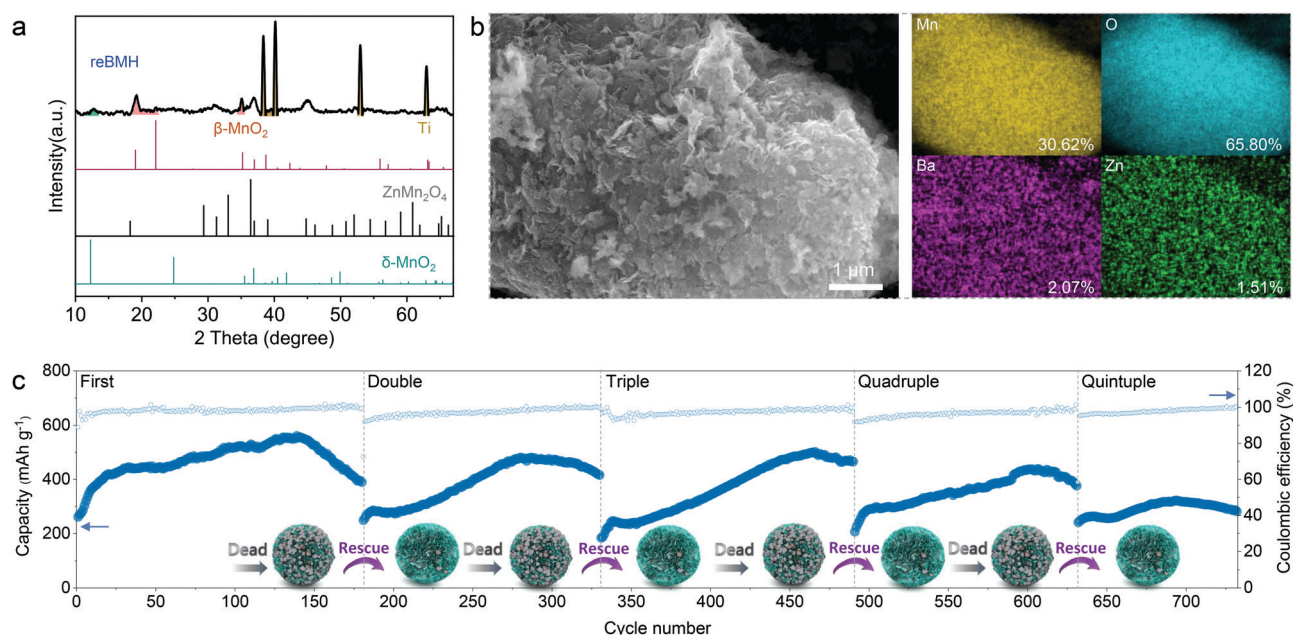 a
reBMH
β-MnO₂
Ti
ZnMn₂O₄
δ-MnO₂
Intensity(a.u.)
10 20 30 40 50 60
2 Theta (degree)
b
1 μm
Mn
30.62%
O
65.80%
Ba
2.07%
Zn
1.51%
c
First
Double
Triple
Quadruple
Quintuple
800
600
400
200
0
Capacity (mAh g⁻¹)
120
100
80
60
40
20
0
Coulombic efficiency (%)
Dead
Rescue
Dead
Rescue
Dead
Rescue
Dead
Rescue
0 50 100 150 200 250 300 350 400 450 500 550 600 650 700
Cycle number